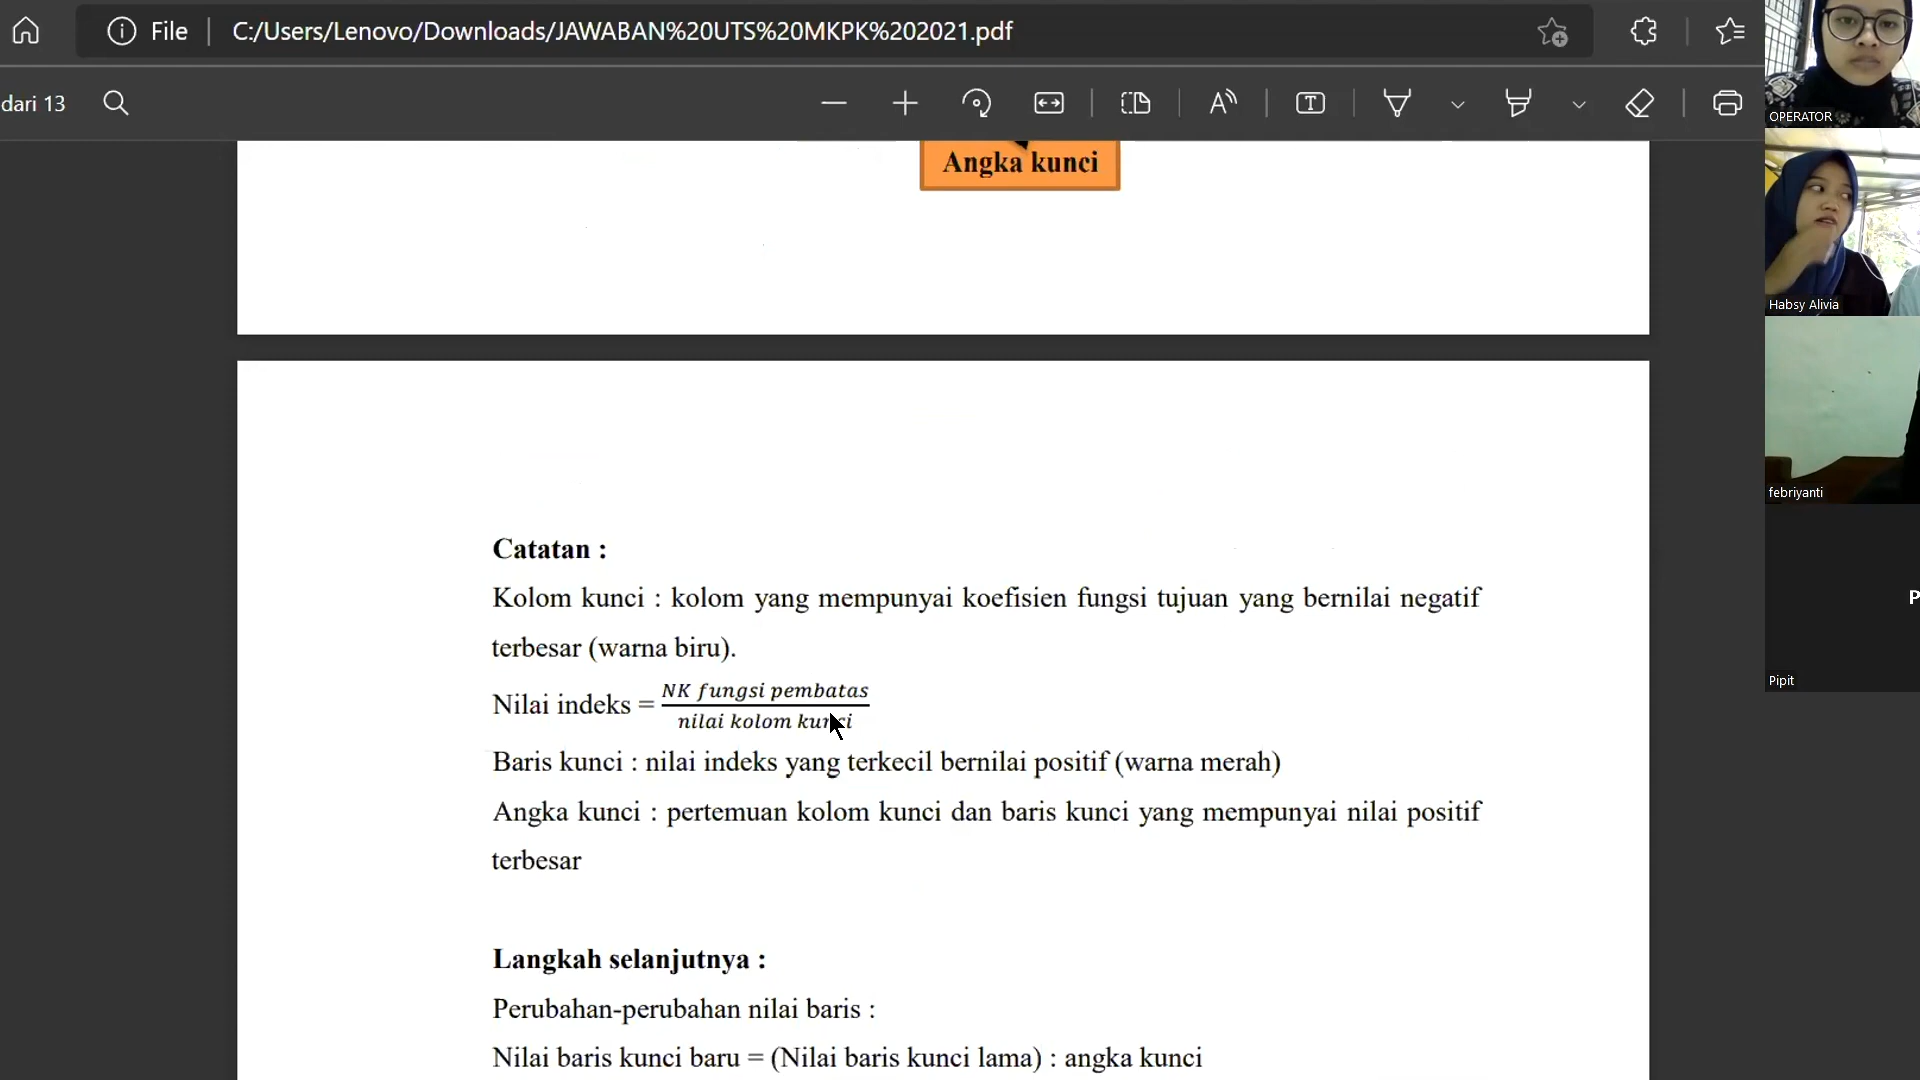 File
C:/Users/Lenovo/Downloads/JAWABAN%20UTS%20MKPK%202021.pdf
dari 13
OPERATOR
Angka kunci
Habsy Alivia
febriyanti
P
Pipit
Catatan :
Kolom kunci : kolom yang mempunyai koefisien fungsi tujuan yang bernilai negatif
terbesar (warna biru).
Nilai indeks = NK fungsi pembatas / nilai kolom kunci
Baris kunci : nilai indeks yang terkecil bernilai positif (warna merah)
Angka kunci : pertemuan kolom kunci dan baris kunci yang mempunyai nilai positif
terbesar
Langkah selanjutnya :
Perubahan-perubahan nilai baris :
Nilai baris kunci baru = (Nilai baris kunci lama) : angka kunci